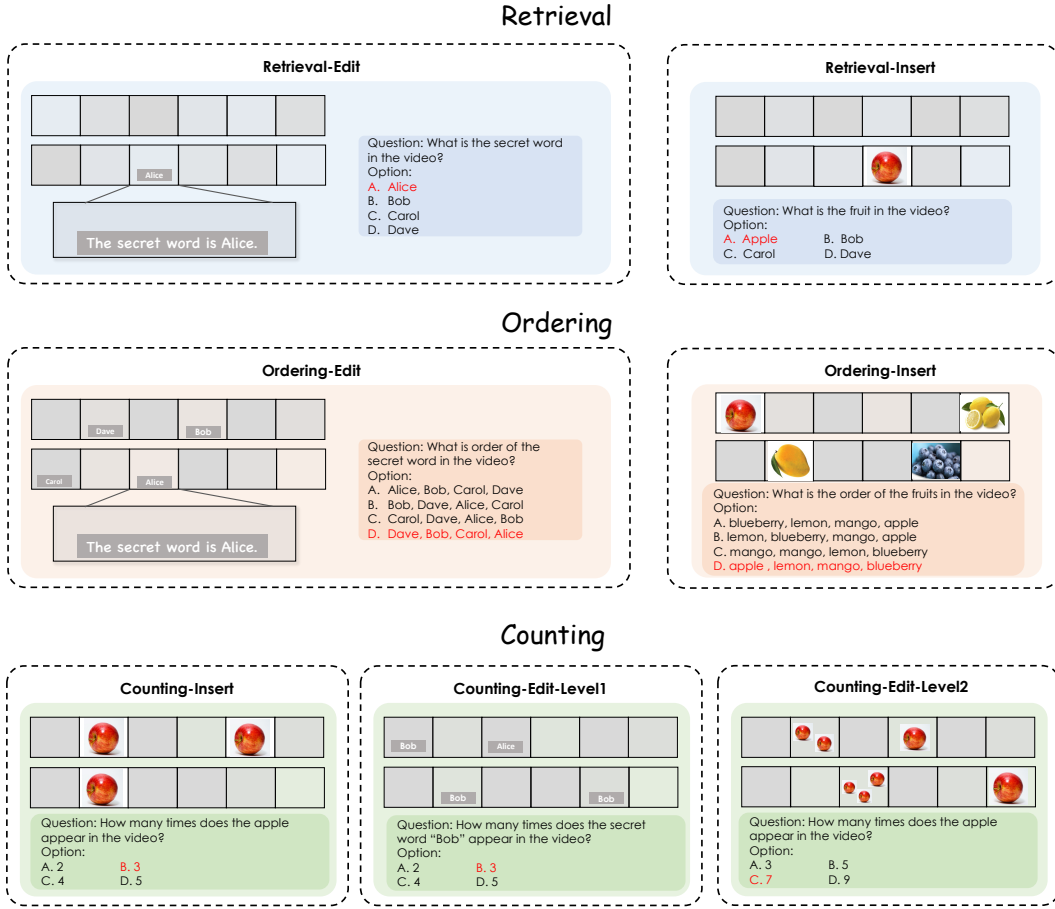 Retrieval
Retrieval-Edit
Alice
The secret word is Alice.
Question: What is the secret word
in the video?
Option:
A. Alice
B. Bob
C. Carol
D. Dave
Retrieval-Insert
Question: What is the fruit in the video?
Option:
A. Apple B. Bob
C. Carol D. Dave
Ordering
Ordering-Edit
Dave Bob
Carol Alice
The secret word is Alice.
Question: What is order of the
secret word in the video?
Option:
A. Alice, Bob, Carol, Dave
B. Bob, Dave, Alice, Carol
C. Carol, Dave, Alice, Bob
D. Dave, Bob, Carol, Alice
Ordering-Insert
Question: What is the order of the fruits in the video?
Option:
A. blueberry, lemon, mango, apple
B. lemon, blueberry, mango, apple
C. mango, mango, lemon, blueberry
D. apple , lemon, mango, blueberry
Counting
Counting-Insert
Question: How many times does the apple
appear in the video?
Option:
A. 2 B. 3
C. 4 D. 5
Counting-Edit-Level1
Bob Alice
Bob Bob
Question: How many times does the secret
word “Bob” appear in the video?
Option:
A. 2 B. 3
C. 4 D. 5
Counting-Edit-Level2
Question: How many times does the apple
appear in the video?
Option:
A. 3 B. 5
C. 7 D. 9